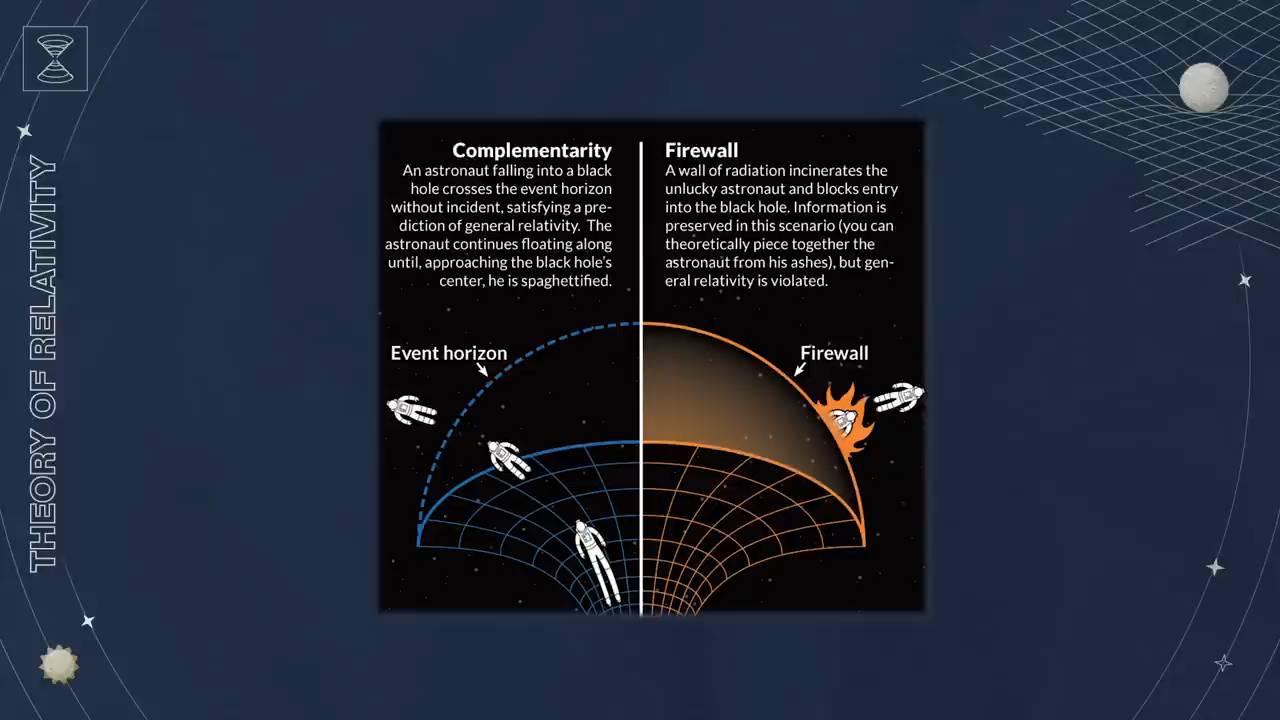 THEORY OF RELATIVITY
Complementarity
An astronaut falling into a black
hole crosses the event horizon
without incident, satisfying a pre-
diction of general relativity. The
astronaut continues floating along
until, approaching the black hole's
center, he is spaghettified.
Firewall
A wall of radiation incinerates the
unlucky astronaut and blocks entry
into the black hole. Information is
preserved in this scenario (you can
theoretically piece together the
astronaut from his ashes), but gen-
eral relativity is violated.
Event horizon
Firewall